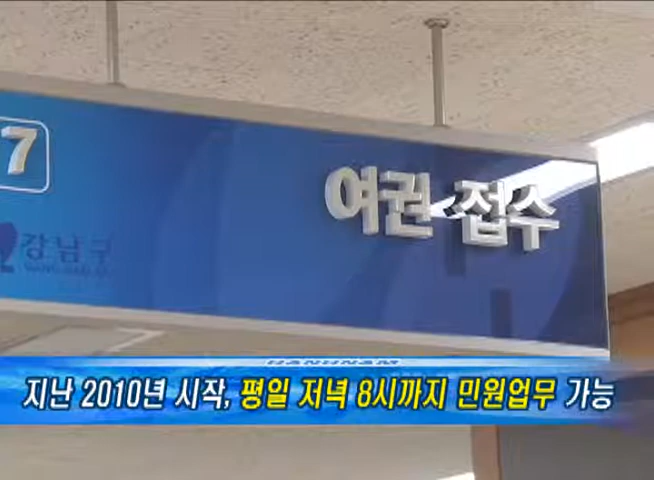 7
여권 접수
강남구
GANGNAM
지난 2010년 시작, 평일 저녁 8시까지 민원업무 가능